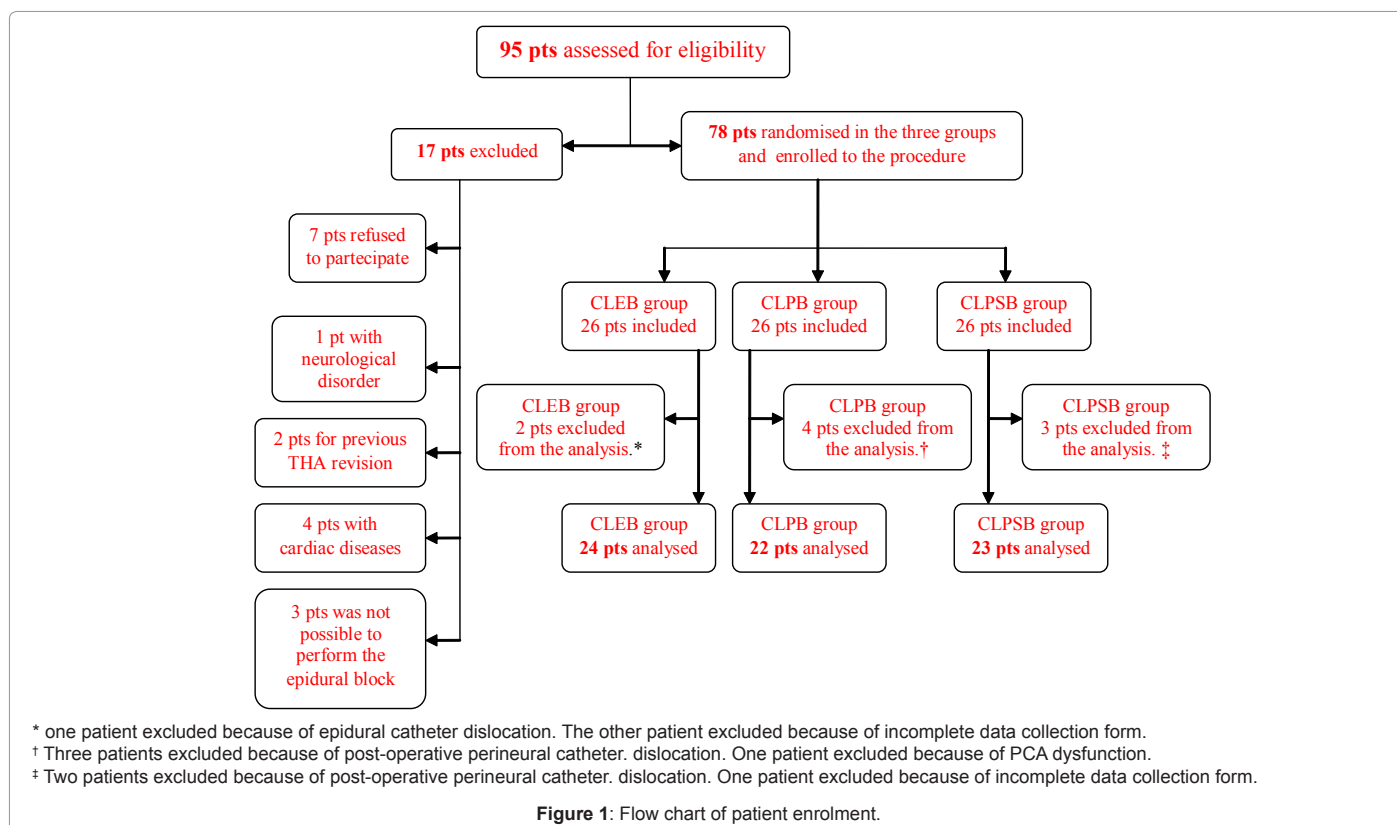 95 pts assessed for eligibility
17 pts excluded
78 pts randomised in the three groups
and enrolled to the procedure
7 pts refused
to partecipate
1 pt with
neurological
disorder
2 pts for previous
THA revision
4 pts with
cardiac diseases
3 pts was not
possible to
perform the
epidural block
CLEB group
26 pts included
CLPB group
26 pts included
CLPSB group
26 pts included
CLEB group
2 pts excluded
from the analysis.*
CLPB group
4 pts excluded from
the analysis.†
CLPSB group
3 pts excluded from
the analysis. ‡
CLEB group
24 pts analysed
CLPB group
22 pts analysed
CLPSB group
23 pts analysed
* one patient excluded because of epidural catheter dislocation. The other patient excluded because of incomplete data collection form.
† Three patients excluded because of post-operative perineural catheter. dislocation. One patient excluded because of PCA dysfunction.
‡ Two patients excluded because of post-operative perineural catheter. dislocation. One patient excluded because of incomplete data collection form.
Figure 1: Flow chart of patient enrolment.